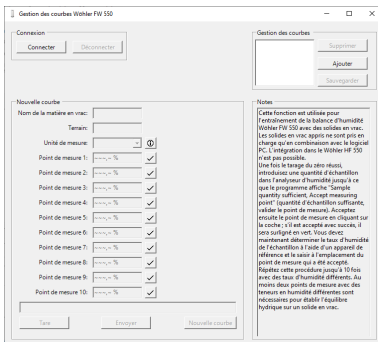 Gestion des courbes Wöhler FW 550
Connexion
Connecter
Déconnecter
Gestion des courbes
Supprimer
Ajouter
Sauvegarder
Nouvelle courbe
Nom de la matière en vrac:
Terrain:
Unité de mesure:
Point de mesure 1: ---,-- %
Point de mesure 2: ---,-- %
Point de mesure 3: ---,-- %
Point de mesure 4: ---,-- %
Point de mesure 5: ---,-- %
Point de mesure 6: ---,-- %
Point de mesure 7: ---,-- %
Point de mesure 8: ---,-- %
Point de mesure 9: ---,-- %
Point de mesure 10: ---,-- %
Tare
Envoyer
Nouvelle courbe
Notes
Cette fonction est utilisée pour
l'entraînement de la balance d'humidité
Wöhler FW 550 avec des solides en vrac.
Les solides en vrac appris ne sont pris en
charge qu'en combinaison avec le logiciel
PC. L'intégration dans le Wöhler HF 550
n'est pas possible.
Une fois le tarage du zéro réussi,
introduisez une quantité d'échantillon
dans l'analyseur d'humidité jusqu'à ce
que le programme affiche "Sample
quantity sufficient, Accept measuring
point" (quantité d'échantillon suffisante,
valider le point de mesure). Acceptez
ensuite le point de mesure en cliquant sur
la coche ; s'il est accepté avec succès, il
sera surligné en vert. Vous devez
maintenant déterminer le taux d'humidité
de l'échantillon à l'aide d'un appareil de
référence et le saisir à l'emplacement du
point de mesure qui a été accepté.
Répétez cette procédure jusqu'à 10 fois
avec des taux d'humidité différents. Au
moins deux points de mesure avec des
teneurs en humidité différentes sont
nécessaires pour établir l'équilibre
hydrique sur un solide en vrac.